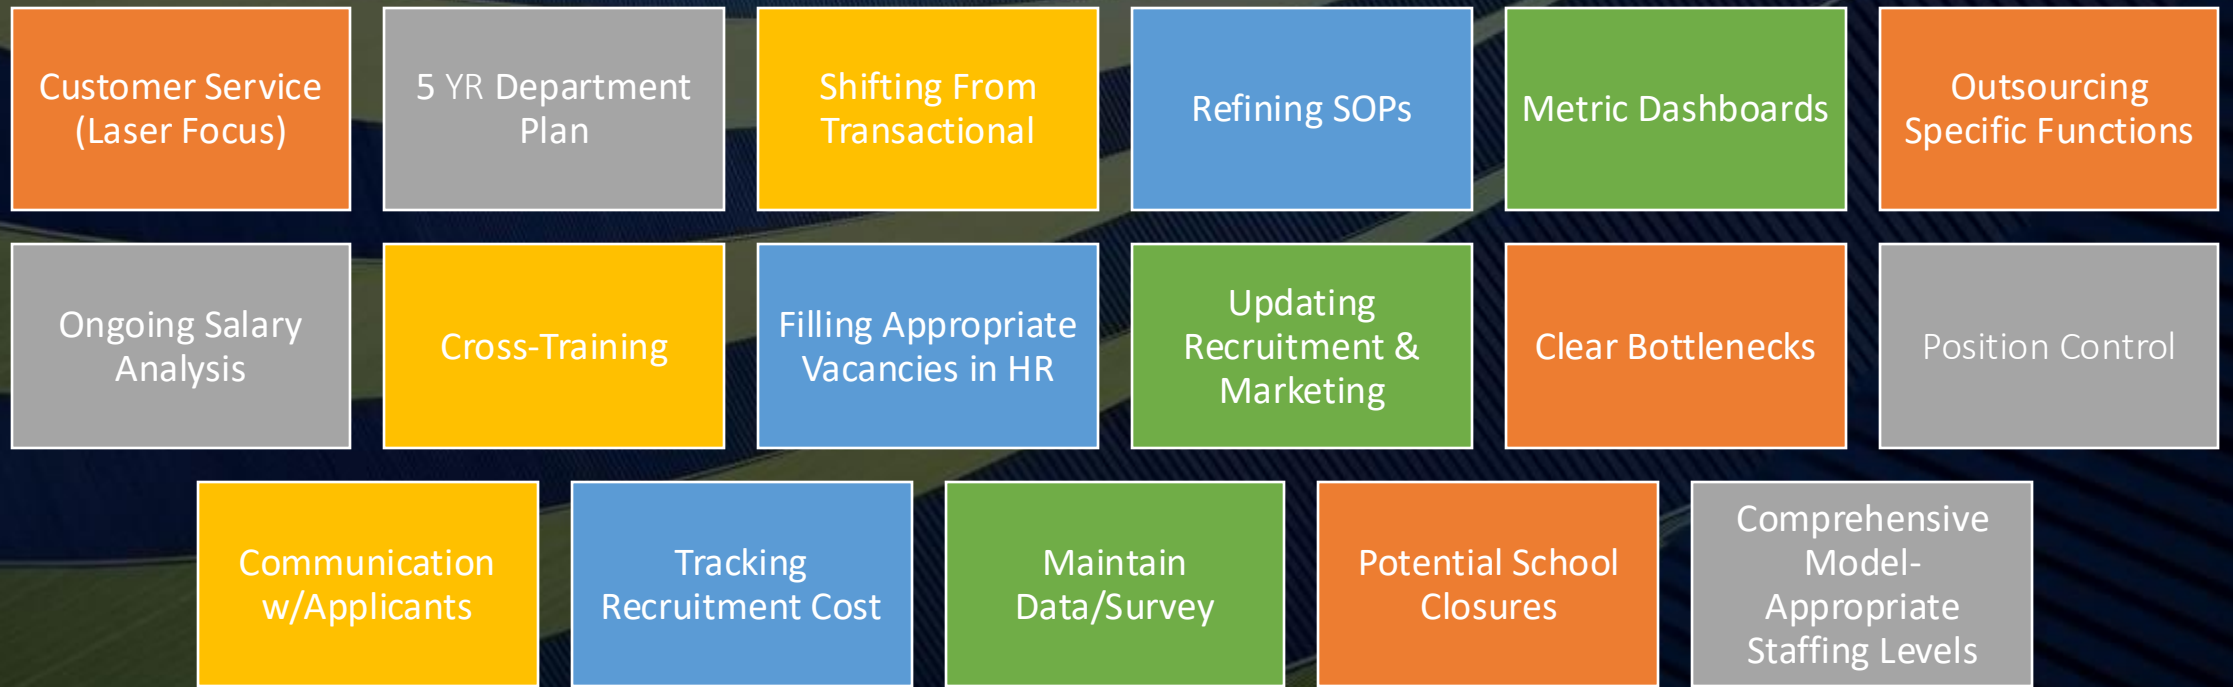 Customer Service
(Laser Focus)
5 YR Department
Plan
Shifting From
Transactional
Refining SOPs
Metric Dashboards
Outsourcing
Specific Functions
Ongoing Salary
Analysis
Cross-Training
Filling Appropriate
Vacancies in HR
Updating
Recruitment &
Marketing
Clear Bottlenecks
Position Control
Communication
w/Applicants
Tracking
Recruitment Cost
Maintain
Data/Survey
Potential School
Closures
Comprehensive
Model-
Appropriate
Staffing Levels